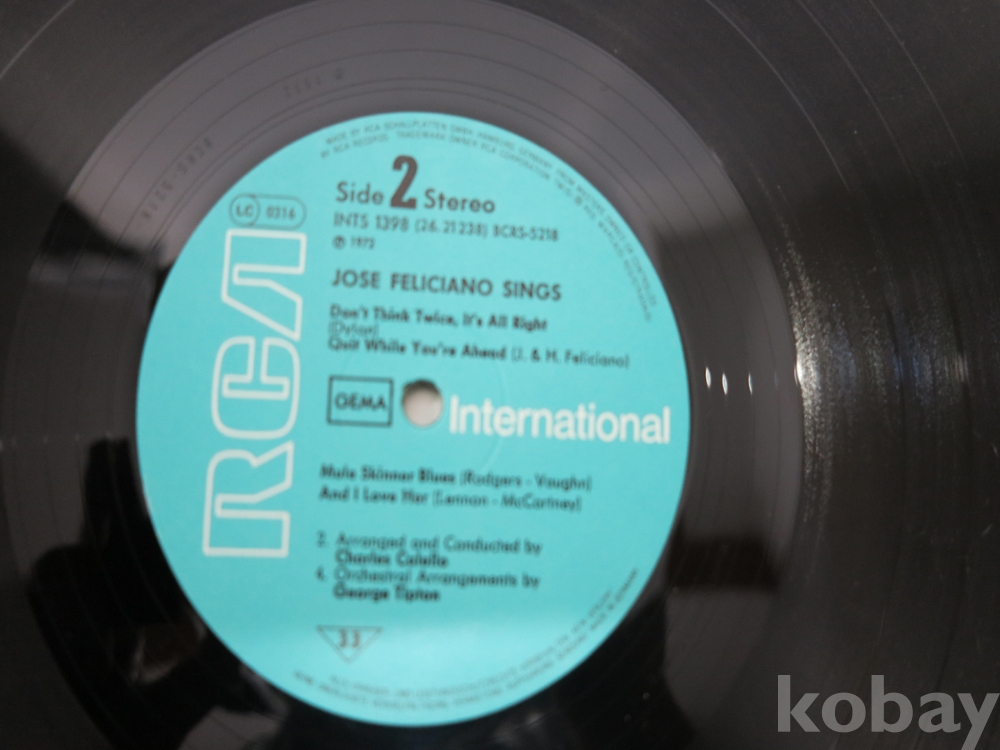 Side 2 Stereo
INTS 1398 (26.21238) BCRS-5218
℗ 1972
LC 0316
RCA
JOSE FELICIANO SINGS
Don't Think Twice, It's All Right
(Dylan)
Quit While You're Ahead (J. & H. Feliciano)
GEMA
International
Mule Skinner Blues (Rodgers - Vaughn)
And I Love Her (Lennon - McCartney)
2. Arranged and Conducted by
Charles Calello
4. Orchestral Arrangements by
George Tipton
33
kobay